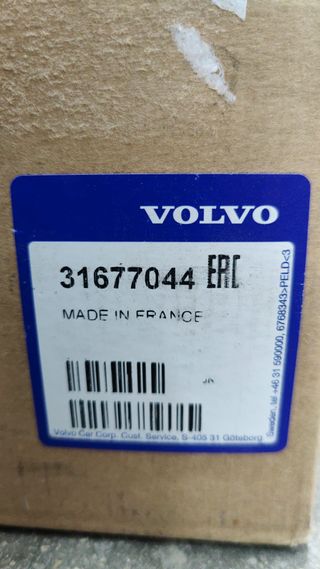 VOLVO
31677044 EAC
MADE IN FRANCE
JR
Volvo Car Corp. Cust. Service, S-405 31 Göteborg
Sweden, tel +46 31 590000, 6768343>PELD<3